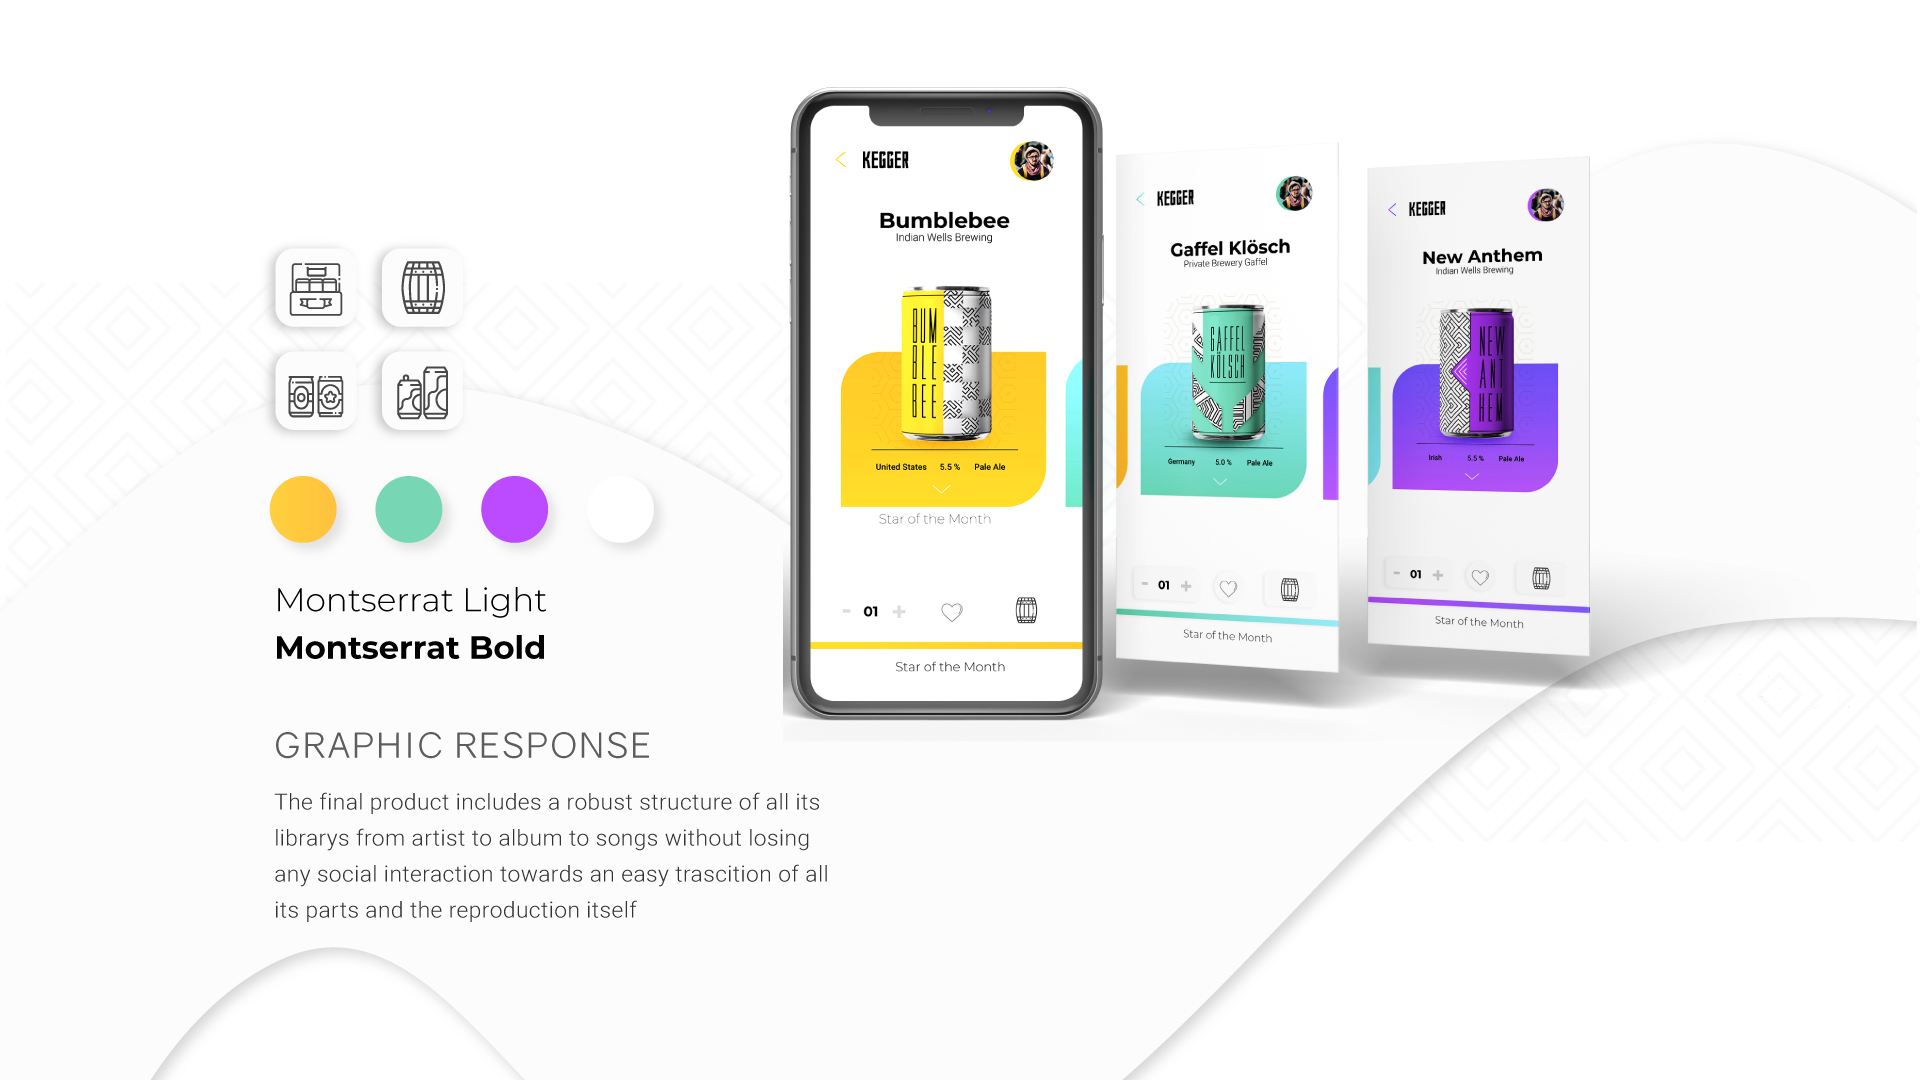 Montserrat Light
Montserrat Bold
GRAPHIC RESPONSE
The final product includes a robust structure of all its
librarys from artist to album to songs without losing
any social interaction towards an easy trascition of all
its parts and the reproduction itself
KEGGER
Bumblebee
Indian Wells Brewing
BUM
BLE
BEE
United States 5.5 % Pale Ale
Star of the Month
- 01 +
Star of the Month
KEGGER
Gaffel Klösch
Private Brewery Gaffel
GAFFEL
KÖLSCH
Germany 5.0 % Pale Ale
- 01 +
Star of the Month
KEGGER
New Anthem
Indian Wells Brewing
NEW
ANT
HEM
Irish 5.5 % Pale Ale
- 01 +
Star of the Month